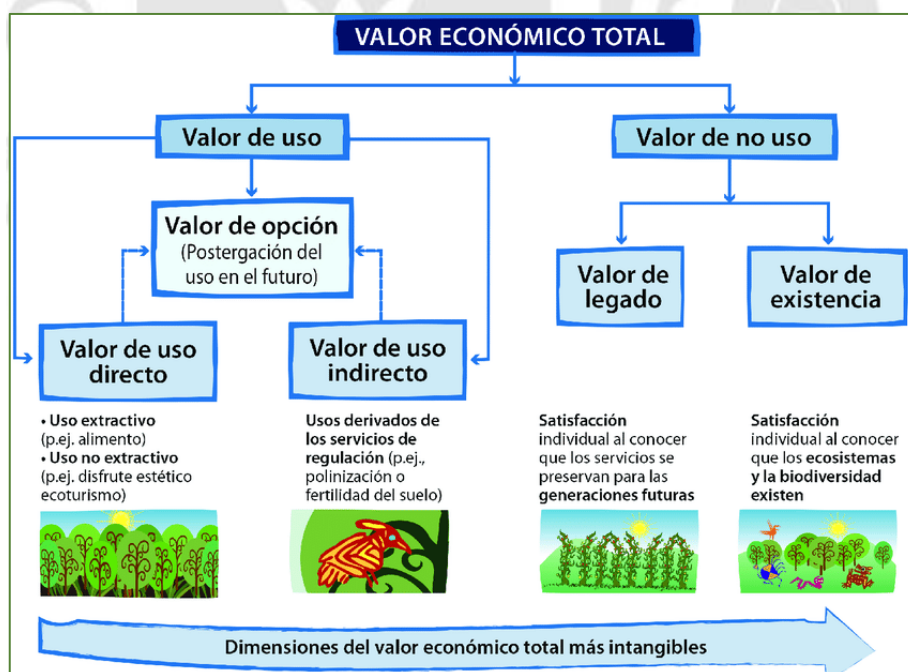 VALOR ECONÓMICO TOTAL
Valor de uso
Valor de no uso
Valor de opción
(Postergación del
uso en el futuro)
Valor de
legado
Valor de
existencia
Valor de uso
directo
Valor de uso
indirecto
• Uso extractivo
(p.ej. alimento)
• Uso no extractivo
(p.ej. disfrute estético
ecoturismo)
Usos derivados de
los servicios de
regulación (p.ej.,
polinización o
fertilidad del suelo)
Satisfacción
individual al conocer
que los servicios se
preservan para las
generaciones futuras
Satisfacción
individual al conocer
que los ecosistemas
y la biodiversidad
existen
Dimensiones del valor económico total más intangibles